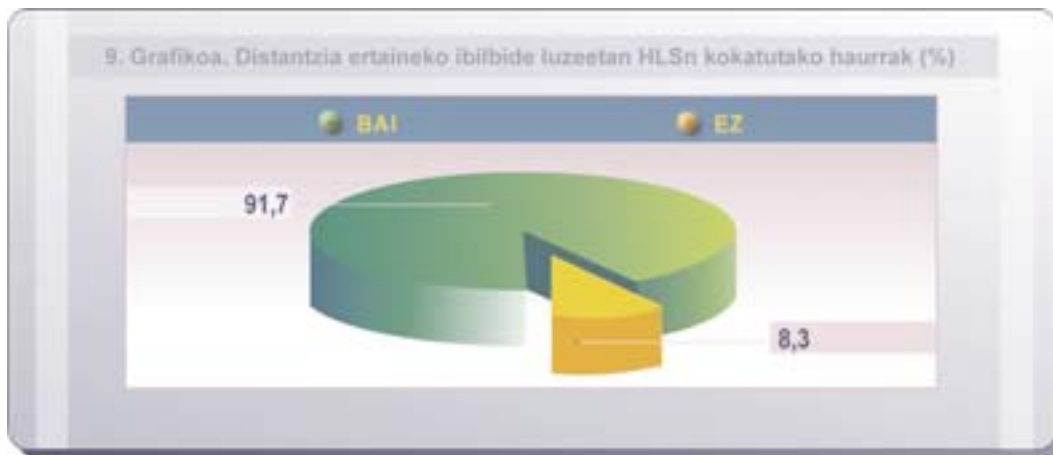 9. Grafikoa. Distantzia ertaineko ibilbide luzeetan HLSn kokatutako haurrak (%)
BAI EZ
91,7
8,3